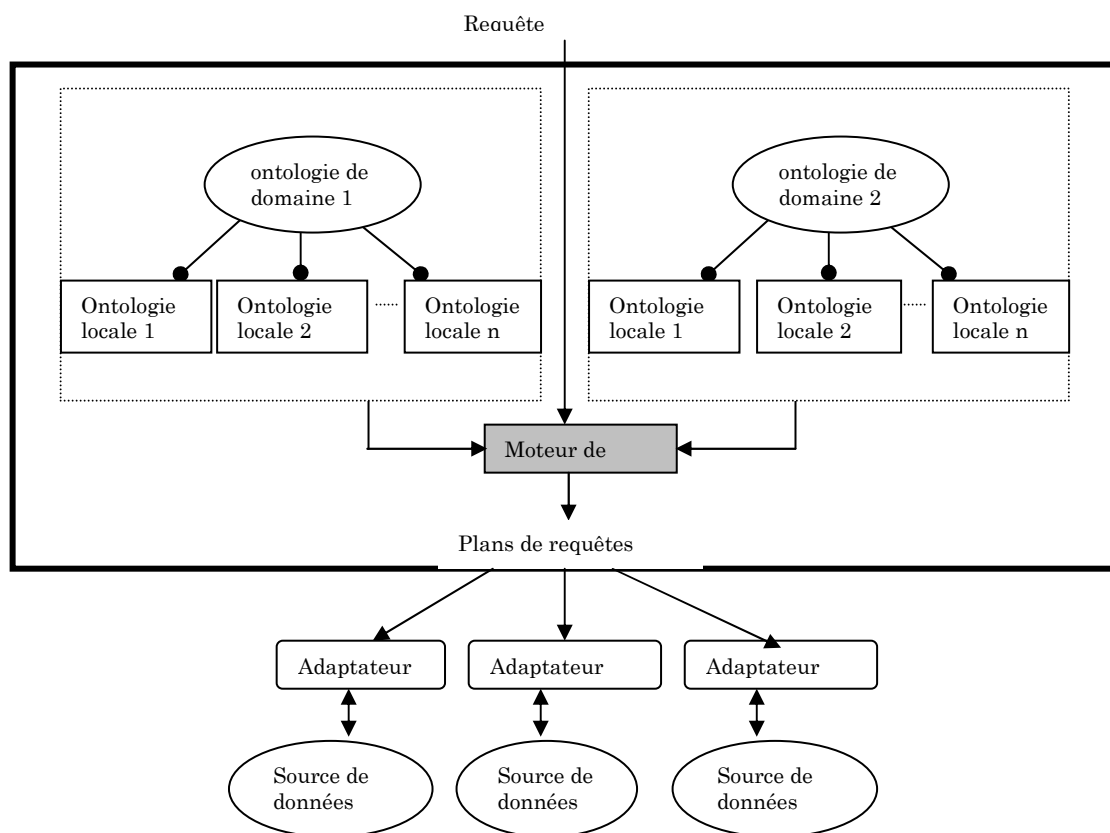 Requête
ontologie de
domaine 1
ontologie de
domaine 2
Ontologie
locale 1
Ontologie
locale 2
......
Ontologie
locale n
Ontologie
locale 1
Ontologie
locale 2
......
Ontologie
locale n
Moteur de
Plans de requêtes
Adaptateur
Adaptateur
Adaptateur
Source de
données
Source de
données
Source de
données